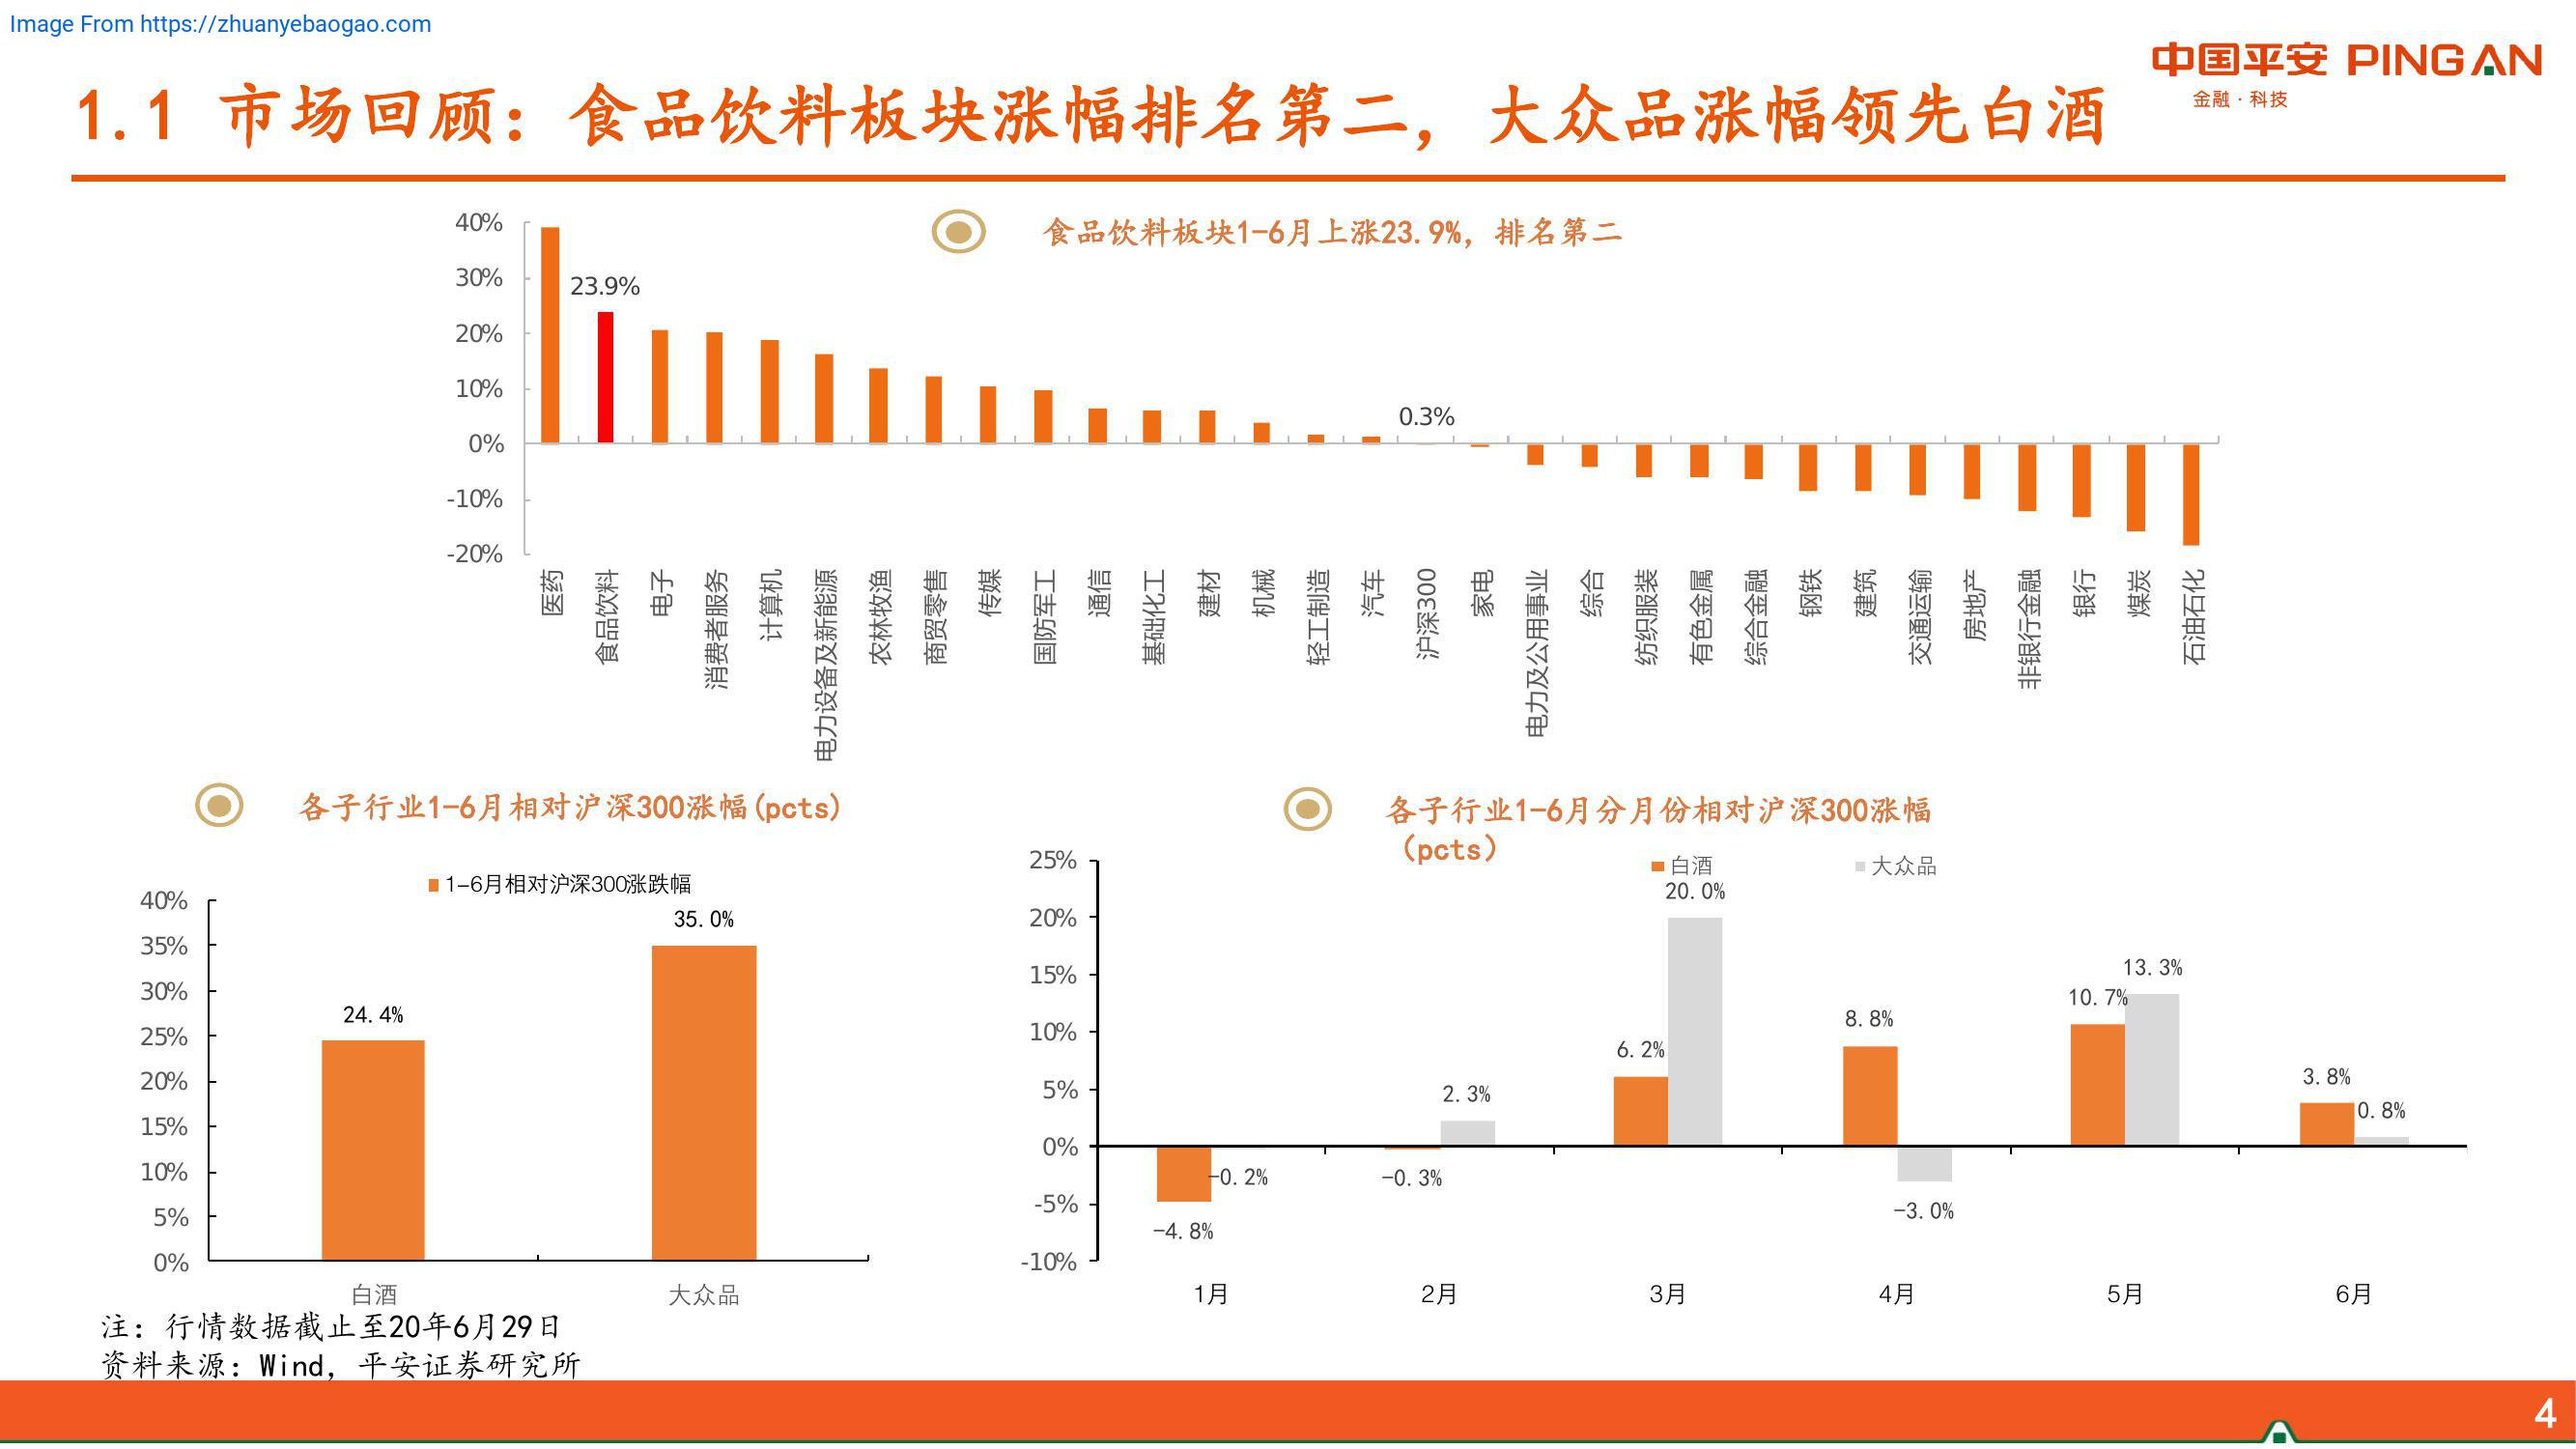 Image From https://zhuanyebaogao.com
中国平安 PINGAN
金融·科技
1.1 市场回顾：食品饮料板块涨幅排名第二，大众品涨幅领先白酒
食品饮料板块1-6月上涨23.9%，排名第二
40%
30%
20%
10%
0%
-10%
-20%
23.9%
0.3%
医药
食品饮料
电子
消费者服务
计算机
电力设备及新能源
农林牧渔
商贸零售
传媒
国防军工
通信
基础化工
建材
机械
轻工制造
汽车
沪深300
家电
电力及公用事业
综合
纺织服装
有色金属
综合金融
钢铁
建筑
交通运输
房地产
非银行金融
银行
煤炭
石油石化
各子行业1-6月相对沪深300涨幅(pcts)
1-6月相对沪深300涨跌幅
40%
35%
30%
25%
20%
15%
10%
5%
0%
24.4%
35.0%
白酒
大众品
各子行业1-6月分月份相对沪深300涨幅
（pcts）
白酒
大众品
25%
20%
15%
10%
5%
0%
-5%
-10%
-4.8%
-0.2%
-0.3%
2.3%
6.2%
20.0%
8.8%
-3.0%
10.7%
13.3%
3.8%
0.8%
1月
2月
3月
4月
5月
6月
注：行情数据截止至20年6月29日
资料来源：Wind，平安证券研究所
4